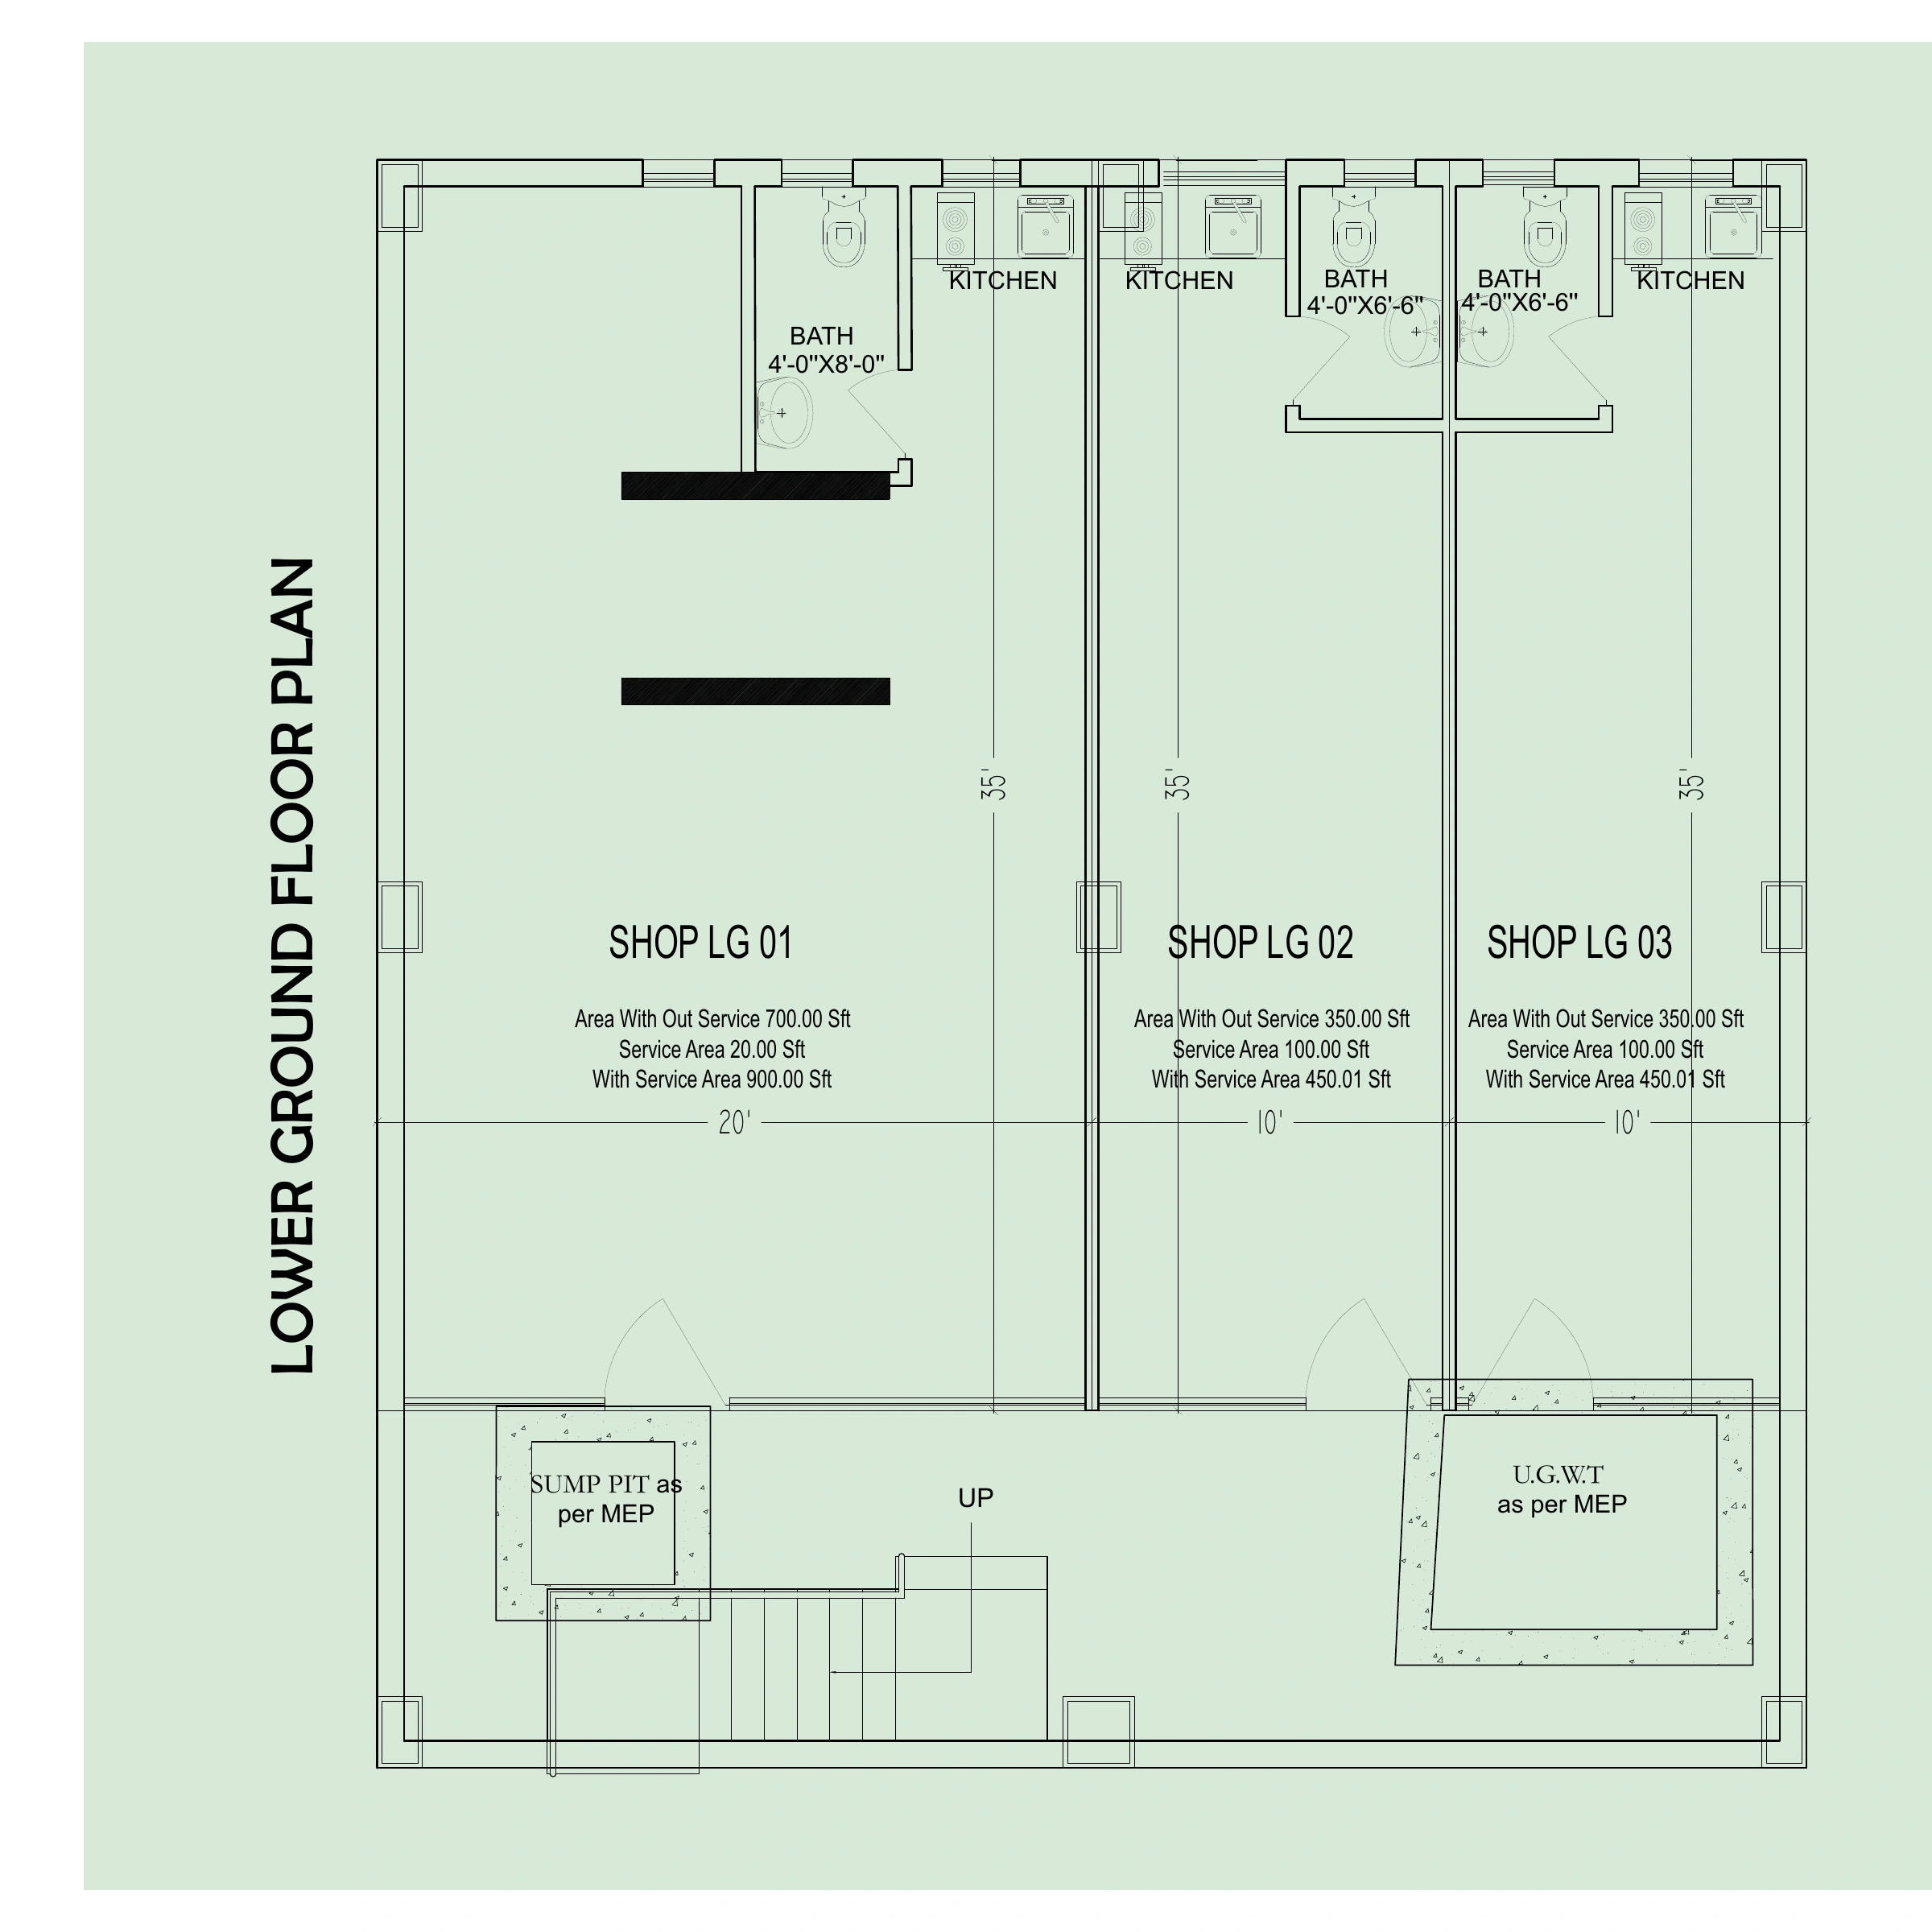 LOWER GROUND FLOOR PLAN
KITCHEN
KITCHEN
BATH
4'-0"X6'-6"
BATH
4'-0"X6'-6"
KITCHEN
BATH
4'-0"X8'-0"
35'
35'
35'
SHOP LG 01
Area With Out Service 700.00 Sft
Service Area 20.00 Sft
With Service Area 900.00 Sft
SHOP LG 02
Area With Out Service 350.00 Sft
Service Area 100.00 Sft
With Service Area 450.01 Sft
SHOP LG 03
Area With Out Service 350.00 Sft
Service Area 100.00 Sft
With Service Area 450.01 Sft
20'
10'
10'
SUMP PIT as
per MEP
UP
U.G.W.T
as per MEP